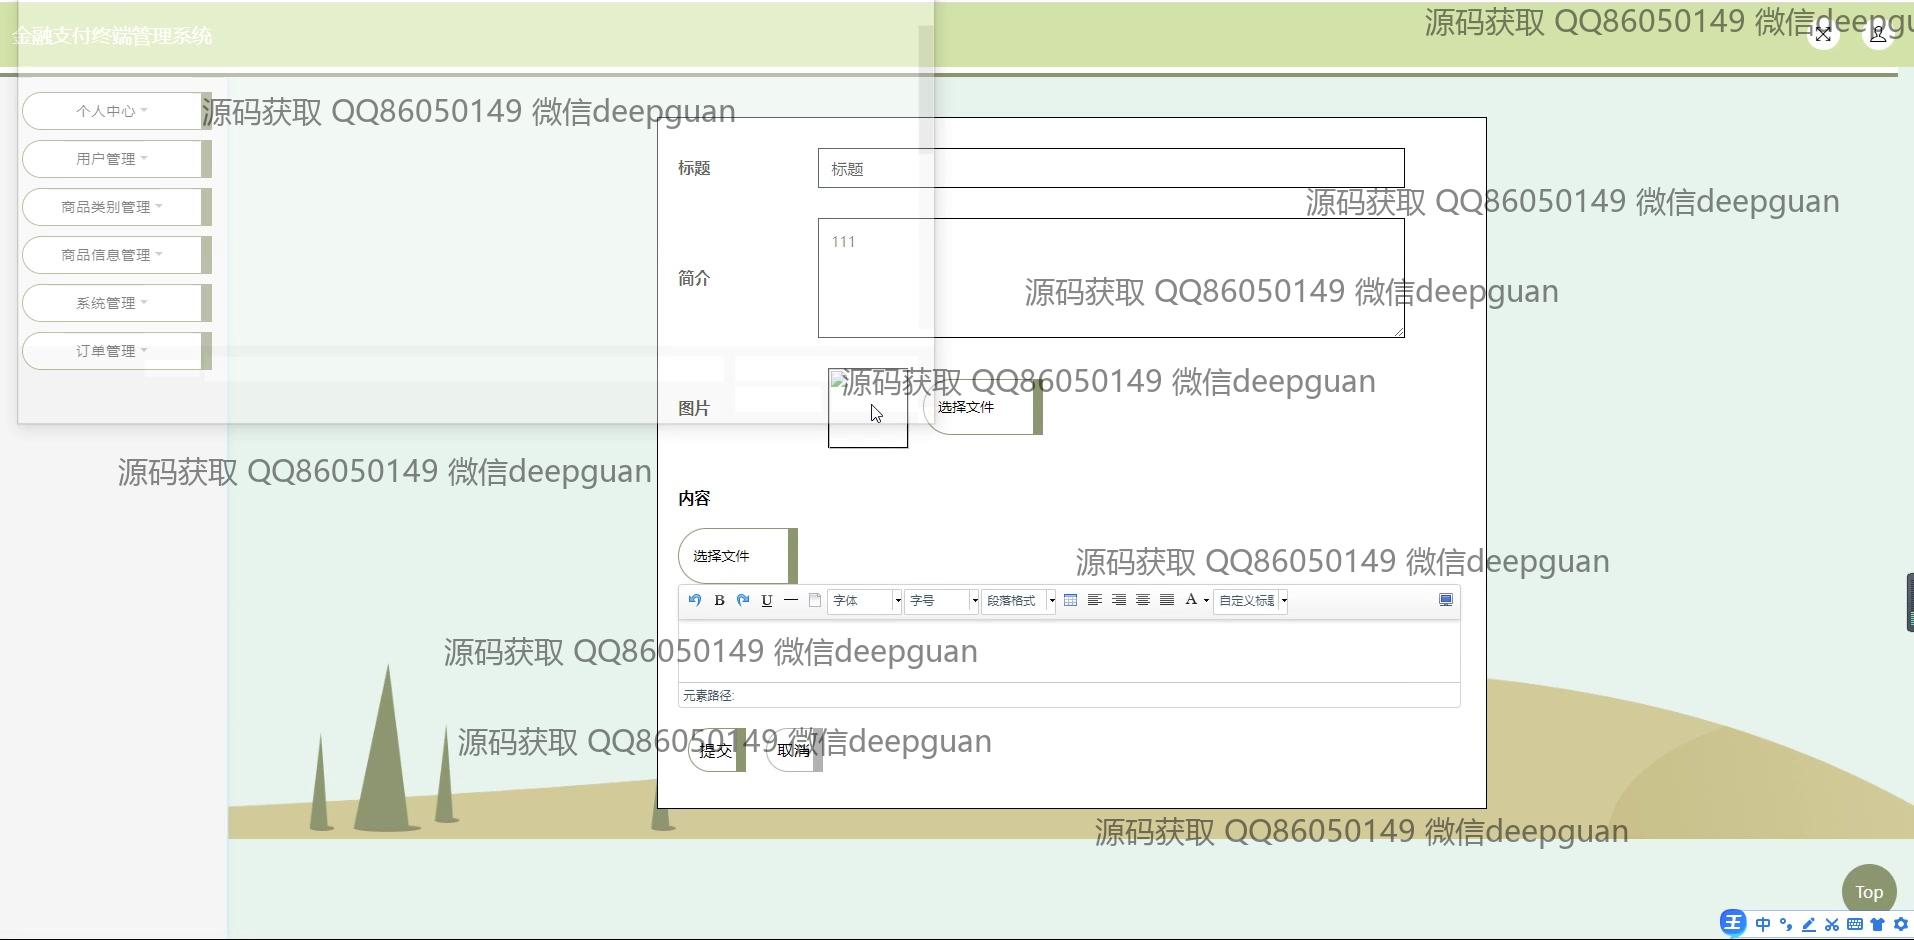 源码获取 QQ86050149 微信deepgu
金融支付终端管理系统
个人中心
源码获取 QQ86050149 微信deepguan
用户管理
标题
标题
商品类别管理
源码获取 QQ86050149 微信deepguan
111
商品信息管理
简介
源码获取 QQ86050149 微信deepguan
系统管理
订单管理
源码获取 QQ86050149 微信deepguan
图片
选择文件
源码获取 QQ86050149 微信deepguan
内容
选择文件
源码获取 QQ86050149 微信deepguan
B U 字体 字号 段落格式 A 自定义标题
源码获取 QQ86050149 微信deepguan
元素路径:
源码获取 QQ86050149 微信deepguan
提交 取消
源码获取 QQ86050149 微信deepguan
Top
王 中